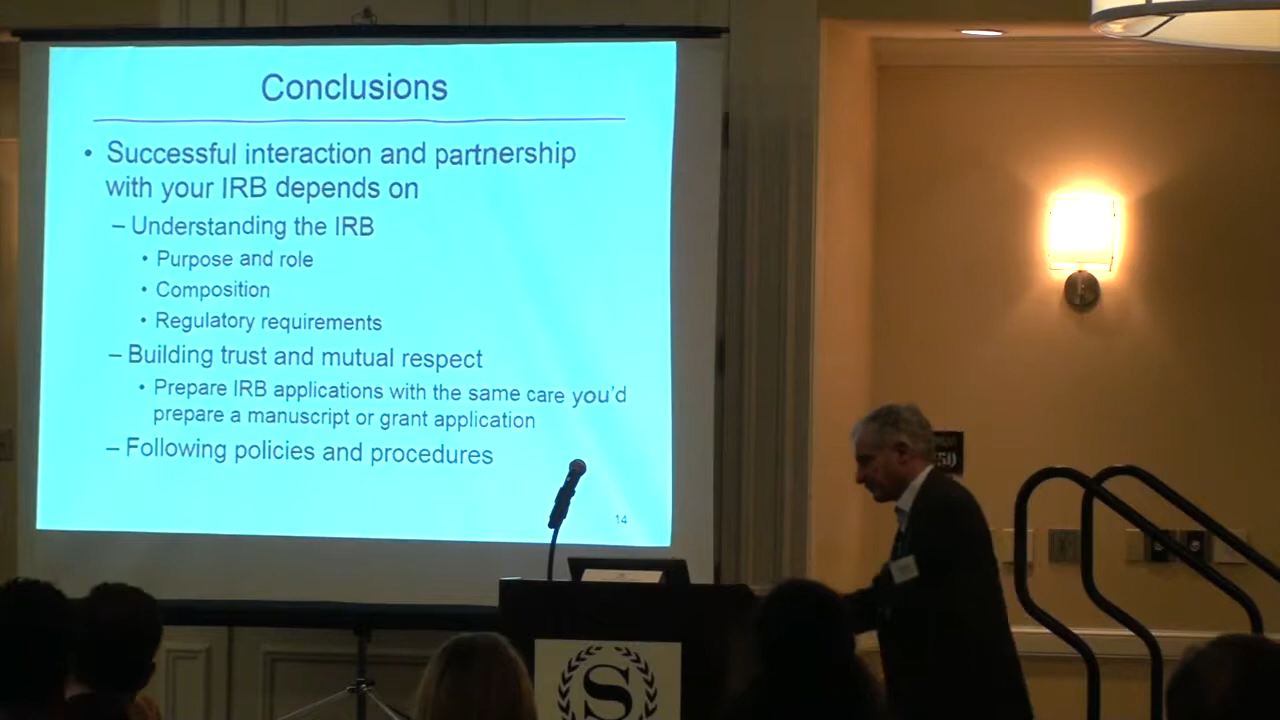 Conclusions
• Successful interaction and partnership
with your IRB depends on
– Understanding the IRB
• Purpose and role
• Composition
• Regulatory requirements
– Building trust and mutual respect
• Prepare IRB applications with the same care you'd
prepare a manuscript or grant application
– Following policies and procedures
14
S